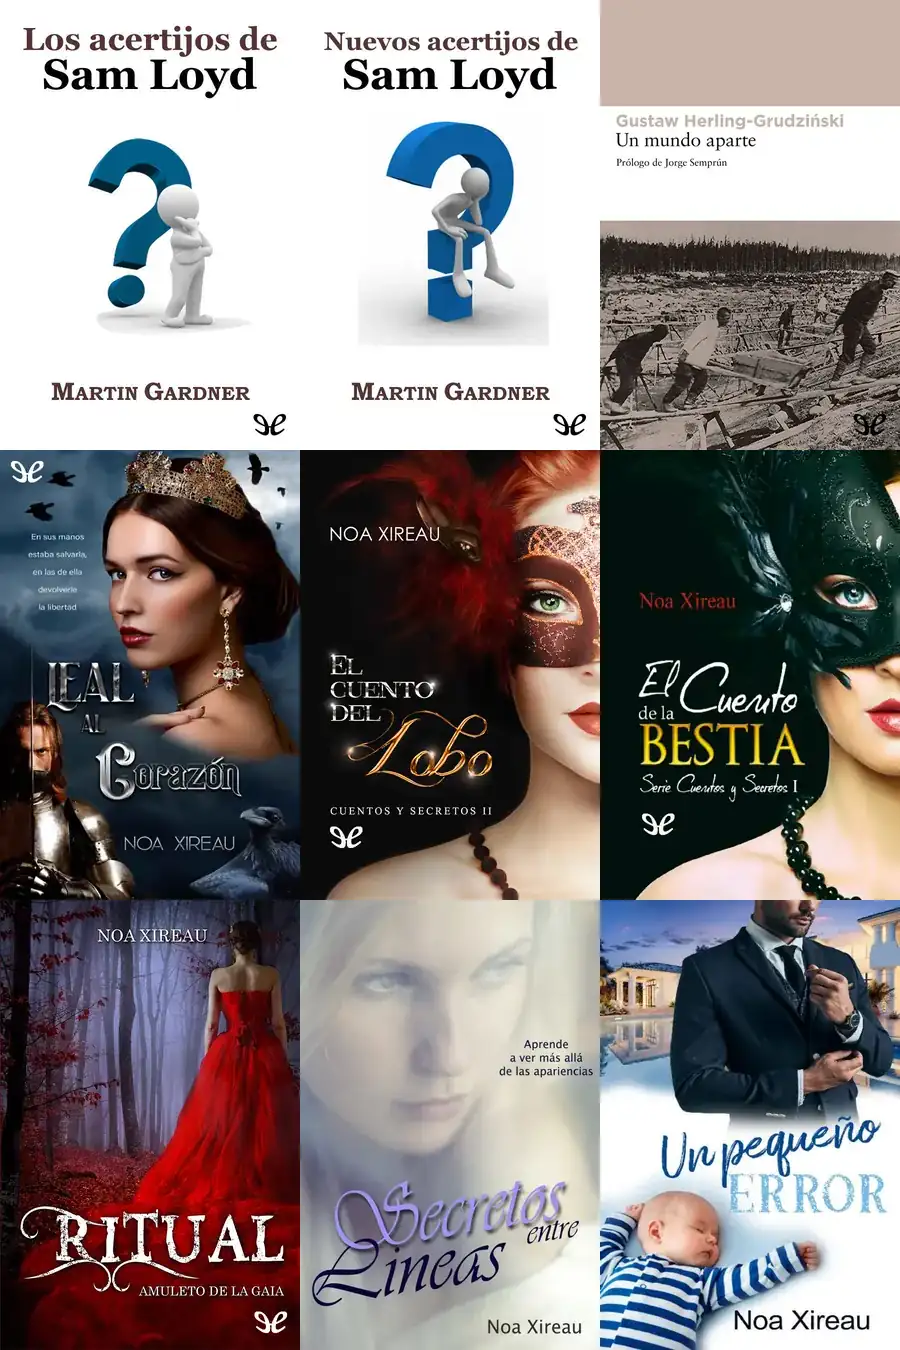 Los acertijos de
Sam Loyd
MARTIN GARDNER
Nuevos acertijos de
Sam Loyd
MARTIN GARDNER
Gustaw Herling-Grudziński
Un mundo aparte
Prólogo de Jorge Semprún
En sus manos
estaba salvarla,
en las de ella
devolverle
la libertad
LEAL
AL
Corazón
NOA XIREAU
NOA XIREAU
EL
CUENTO
DEL
Lobo
CUENTOS Y SECRETOS II
Noa Xireau
El Cuento
de la
BESTIA
Serie Cuentos y Secretos I
NOA XIREAU
RITUAL
AMULETO DE LA GAIA
Aprende
a ver más allá
de las apariencias
Secretos
entre
Lineas
Noa Xireau
Un pequeño
ERROR
Noa Xireau